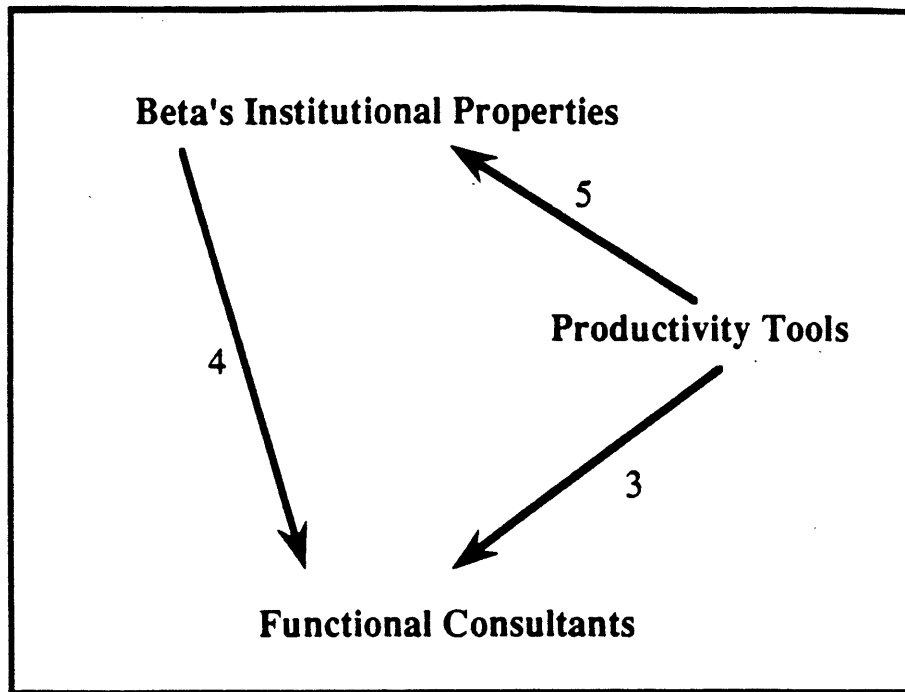 Beta's Institutional Properties
5
Productivity Tools
4
3
Functional Consultants